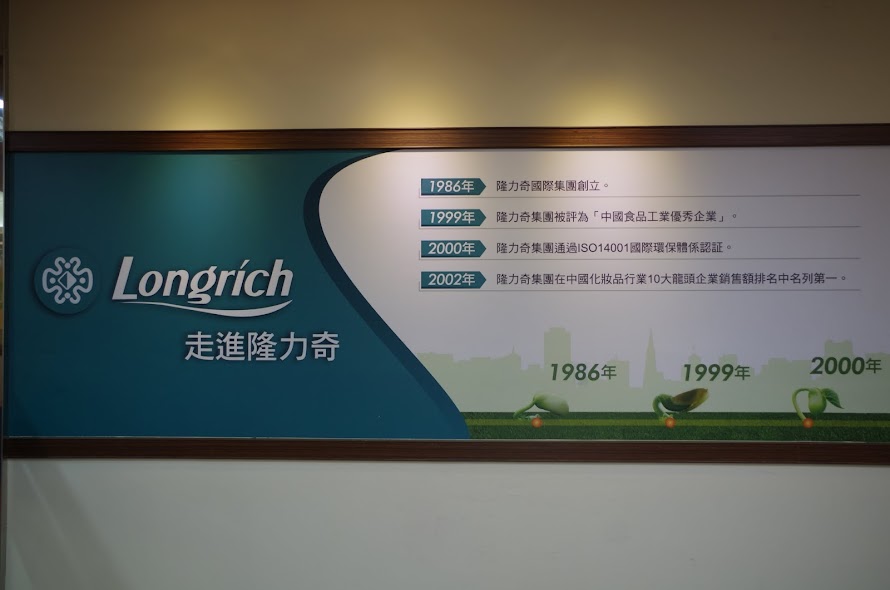 Longrích
走進隆力奇
1986年 隆力奇國際集團創立。
1999年 隆力奇集團被評為「中國食品工業優秀企業」。
2000年 隆力奇集團通過ISO14001國際環保體係認証。
2002年 隆力奇集團在中國化妝品行業10大龍頭企業銷售額排名中名列第一。
1986年
1999年
2000年